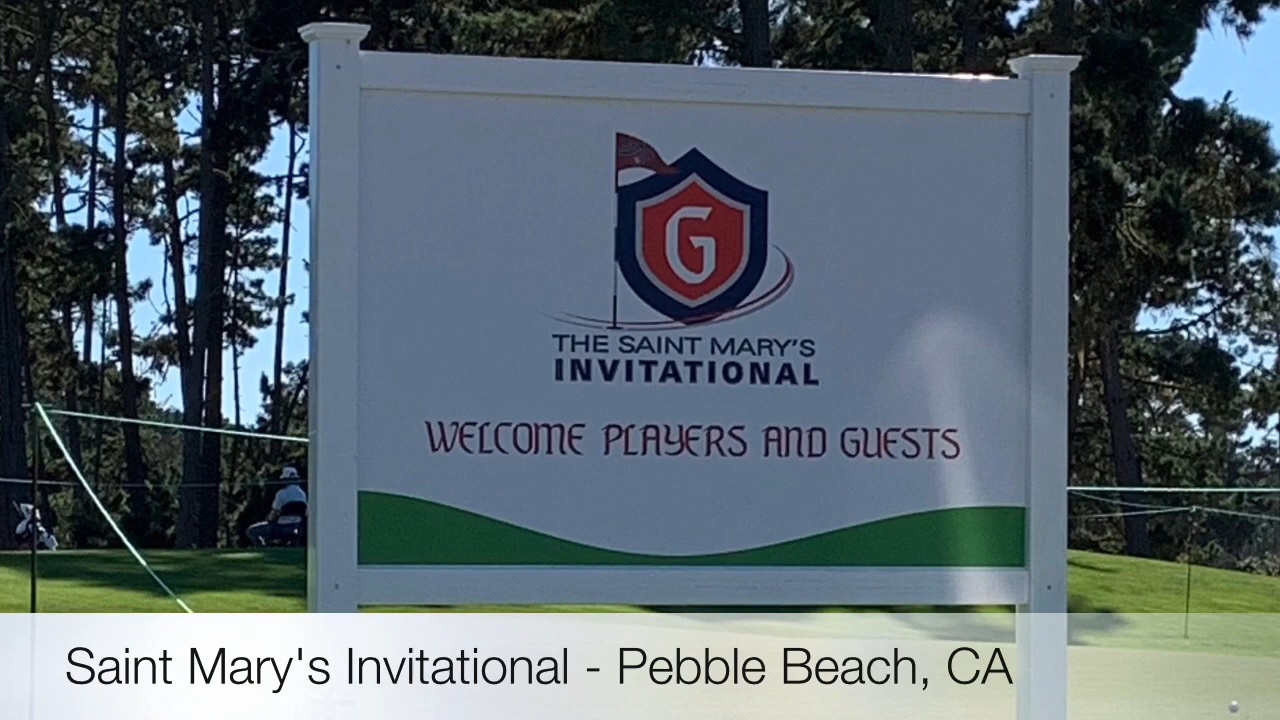 G
THE SAINT MARY'S
INVITATIONAL
WELCOME PLAYERS AND GUESTS
Saint Mary's Invitational - Pebble Beach, CA